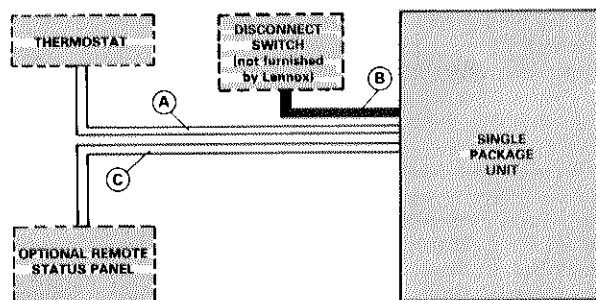 THERMOSTAT
DISCONNECT
SWITCH
(not furnished
by Lennox)
B
A
SINGLE
PACKAGE
UNIT
C
OPTIONAL REMOTE
STATUS PANEL